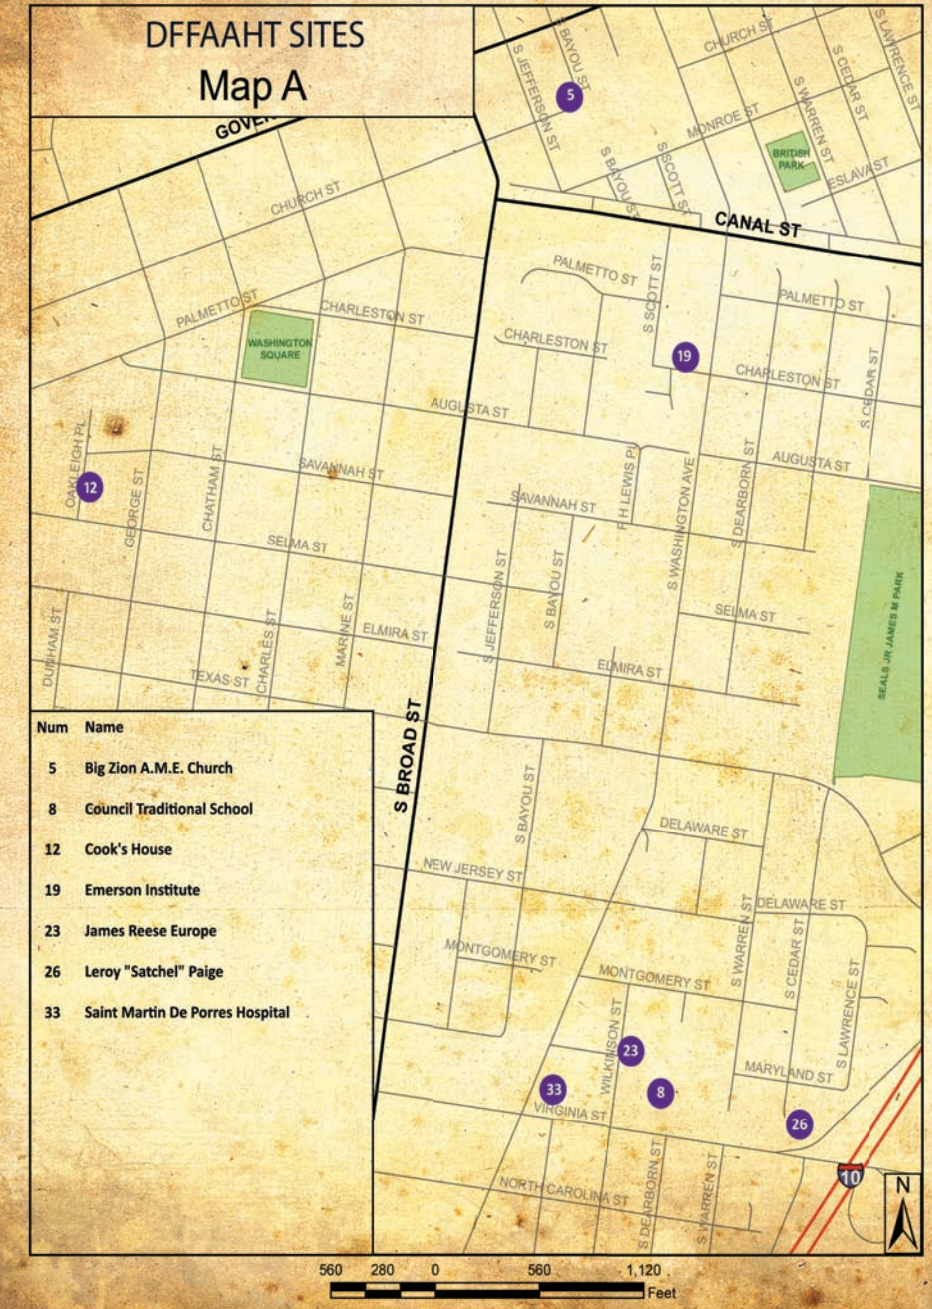 DFFAAHT SITES
Map A
GOVER
CHURCH ST
S JEFFERSON ST
S BAYOU ST
5
CHURCH ST
S LAWRENCE ST
S CEDAR ST
S WARREN ST
MONROE ST
BRITISH
PARK
ESLAVA ST
S BAYOU ST
S SCOTT ST
CANAL ST
PALMETTO ST
S SCOTT ST
PALMETTO ST
PALMETTO ST
CHARLESTON ST
WASHINGTON
SQUARE
CHARLESTON ST
19
CHARLESTON ST
S CEDAR ST
AUGUSTA ST
OAKLEIGH PL
12
GEORGE ST
CHATHAM ST
SAVANNAH ST
SAVANNAH ST
F H LEWIS PL
S WASHINGTON AVE
S DEARBORN ST
AUGUSTA ST
SELMA ST
S JEFFERSON ST
S BAYOU ST
SELMA ST
SEALS JR JAMES M PARK
DUNHAM ST
CHARLES ST
MARINE ST
ELMIRA ST
TEXAS ST
ELMIRA ST
S BROAD ST
Num Name
5 Big Zion A.M.E. Church
8 Council Traditional School
12 Cook's House
19 Emerson Institute
23 James Reese Europe
26 Leroy "Satchel" Paige
33 Saint Martin De Porres Hospital
S BAYOU ST
DELAWARE ST
NEW JERSEY ST
DELAWARE ST
MONTGOMERY ST
MONTGOMERY ST
S WARREN ST
S CEDAR ST
S LAWRENCE ST
WILKINSON ST
23
33
8
MARYLAND ST
VIRGINIA ST
26
10
NORTH CAROLINA ST
S DEARBORN ST
S WARREN ST
N
560 280 0 560 1,120
Feet